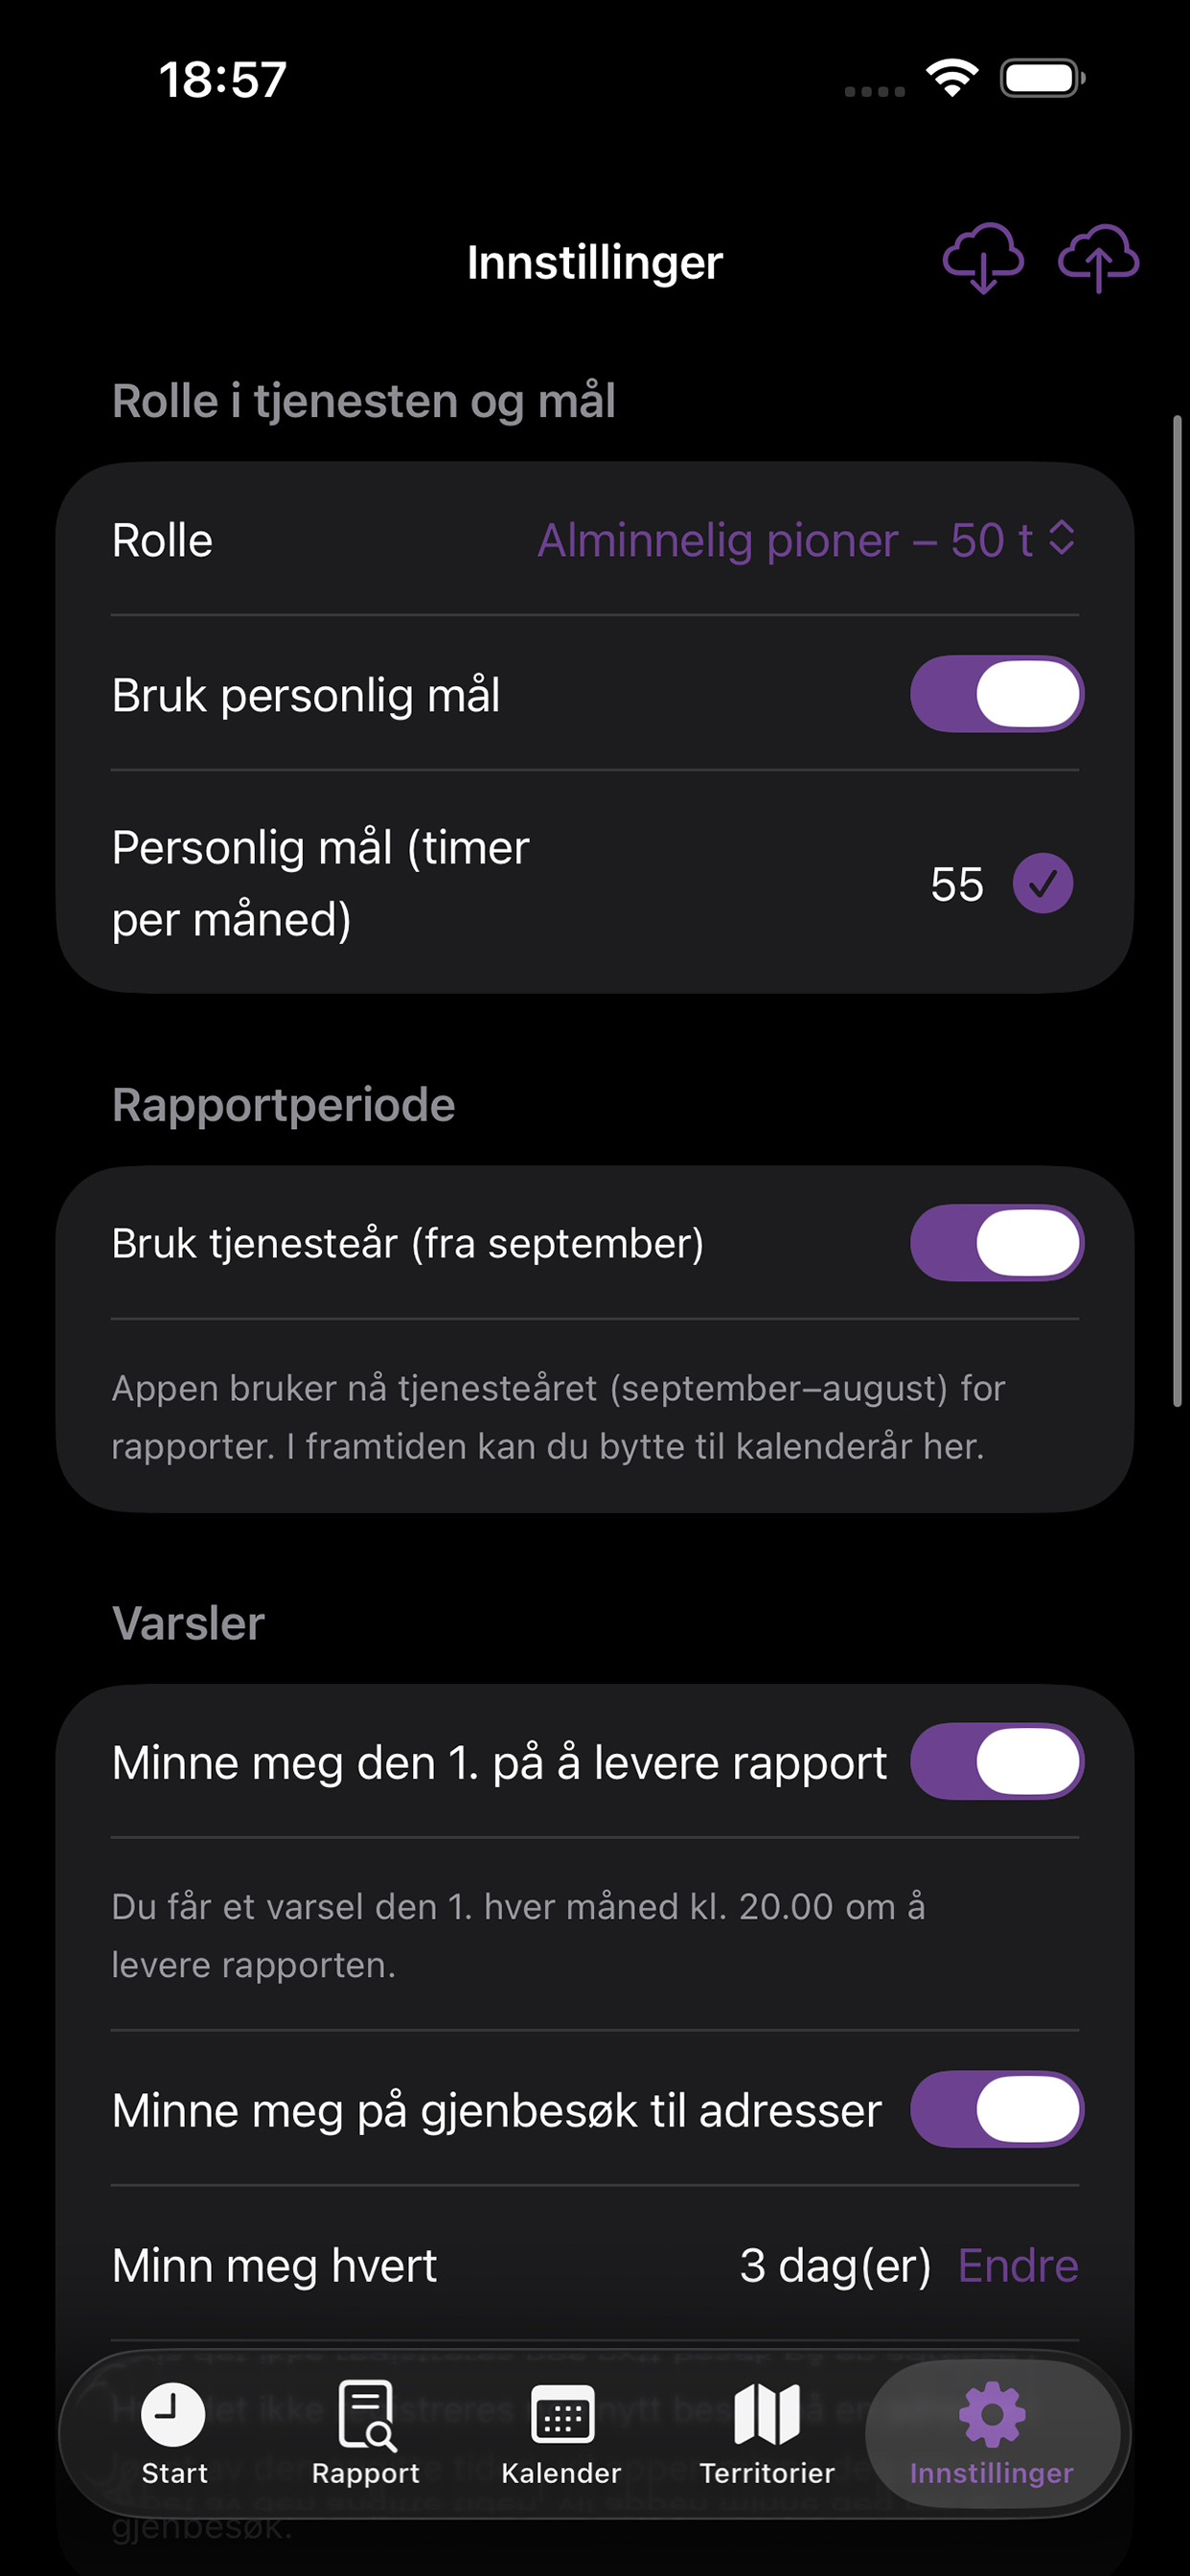 18:57
Innstillinger
Rolle i tjenesten og mål
Rolle
Alminnelig pioner – 50 t
Bruk personlig mål
Personlig mål (timer
per måned)
55
Rapportperiode
Bruk tjenesteår (fra september)
Appen bruker nå tjenesteåret (september–august) for
rapporter. I framtiden kan du bytte til kalenderår her.
Varsler
Minne meg den 1. på å levere rapport
Du får et varsel den 1. hver måned kl. 20.00 om å
levere rapporten.
Minne meg på gjenbesøk til adresser
Minn meg hvert
3 dag(er) Endre
Start
Rapport
Kalender
Territorier
Innstillinger
gjenbesøk.